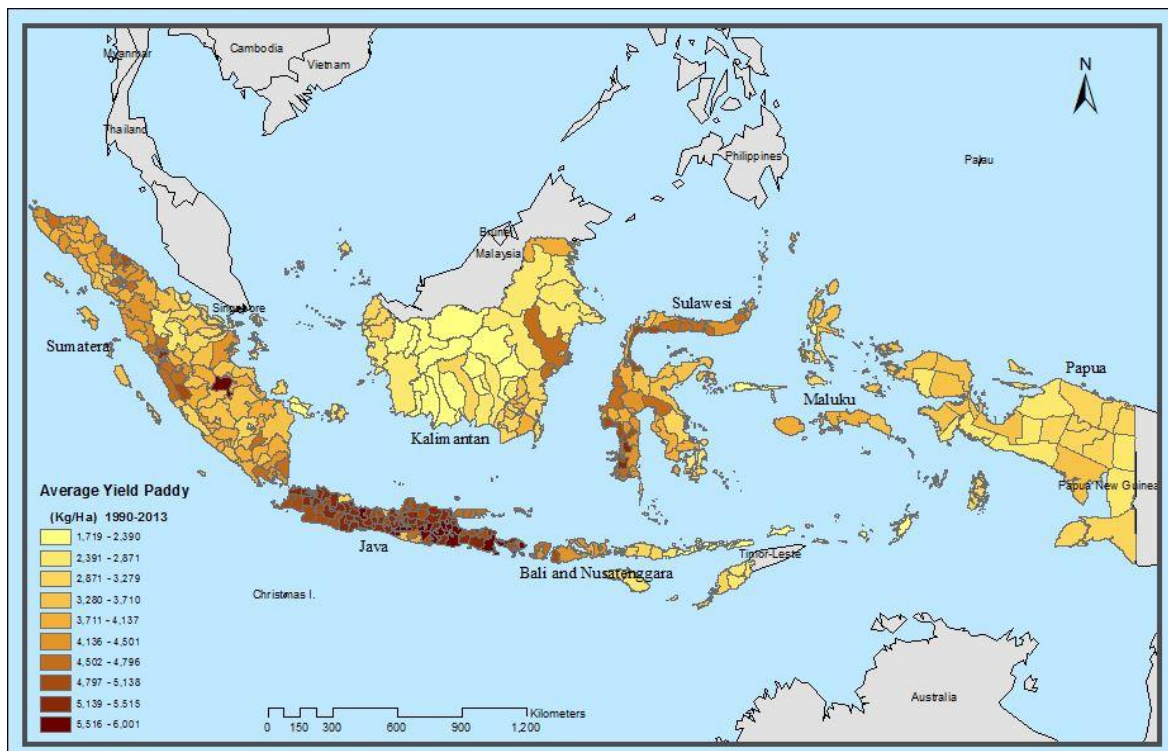 Myanmar
Cambodia
Vietnam
Thailand
Philippines
Palau
N
Brunei
Malaysia
Singapore
Sumatera
Sulawesi
Kalimantan
Maluku
Papua
Papua New Guinea
Java
Bali and Nusatenggara
Timor-Leste
Christmas I.
Australia
Average Yield Paddy
(Kg/Ha) 1990-2013
1,719 - 2,390
2,391 - 2,871
2,871 - 3,279
3,280 - 3,710
3,711 - 4,137
4,136 - 4,501
4,502 - 4,796
4,797 - 5,138
5,139 - 5,515
5,516 - 6,001
Kilometers
0 150 300 600 900 1,200